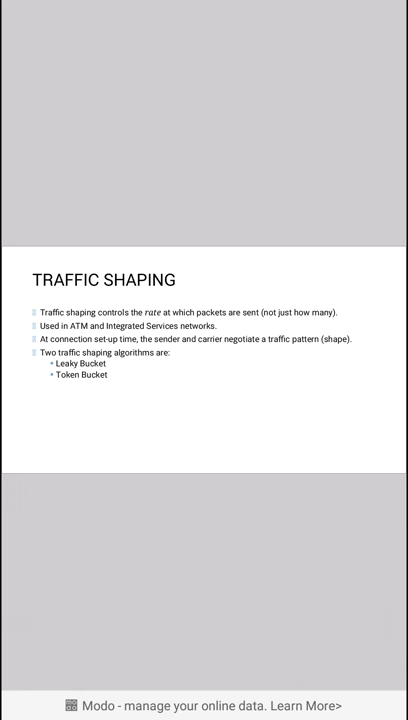 TRAFFIC SHAPING
Traffic shaping controls the rate at which packets are sent (not just how many).
Used in ATM and Integrated Services networks.
At connection set-up time, the sender and carrier negotiate a traffic pattern (shape).
Two traffic shaping algorithms are:
• Leaky Bucket
• Token Bucket
Modo - manage your online data. Learn More>